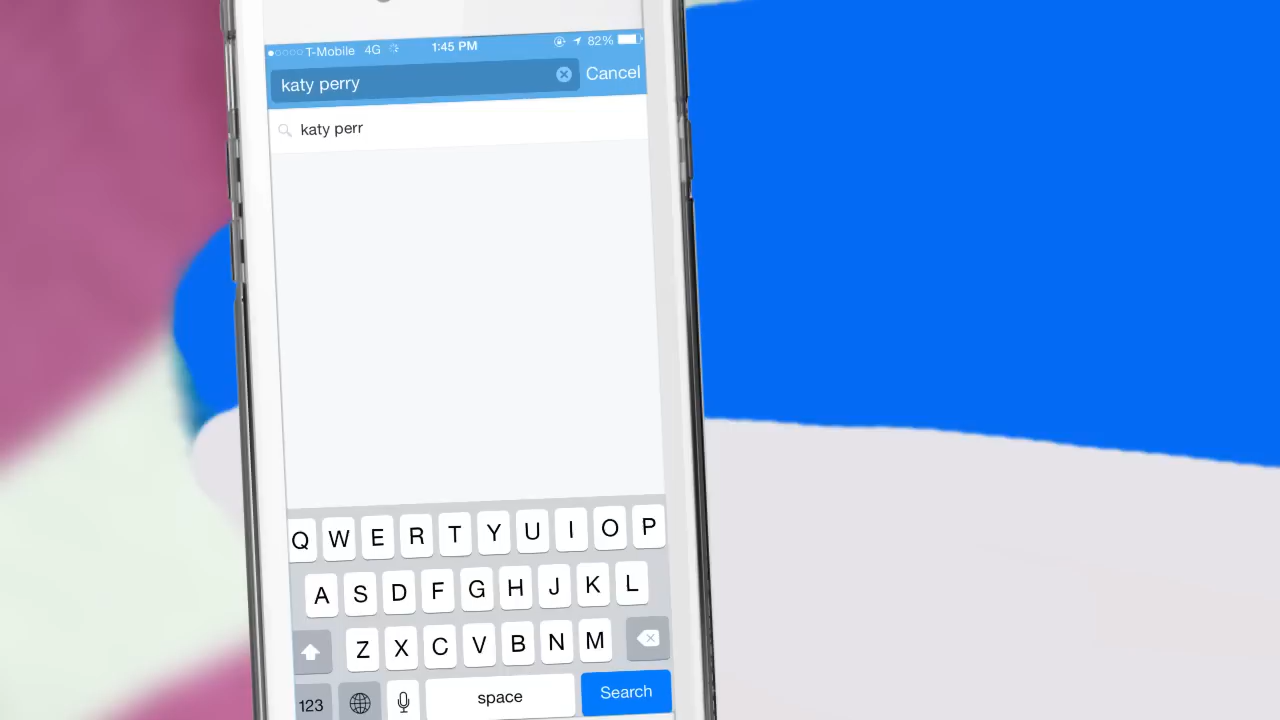 T-Mobile 4G 1:45 PM 82%
katy perry Cancel
katy perr
Q W E R T Y U I O P
A S D F G H J K L
Z X C V B N M
123 space Search